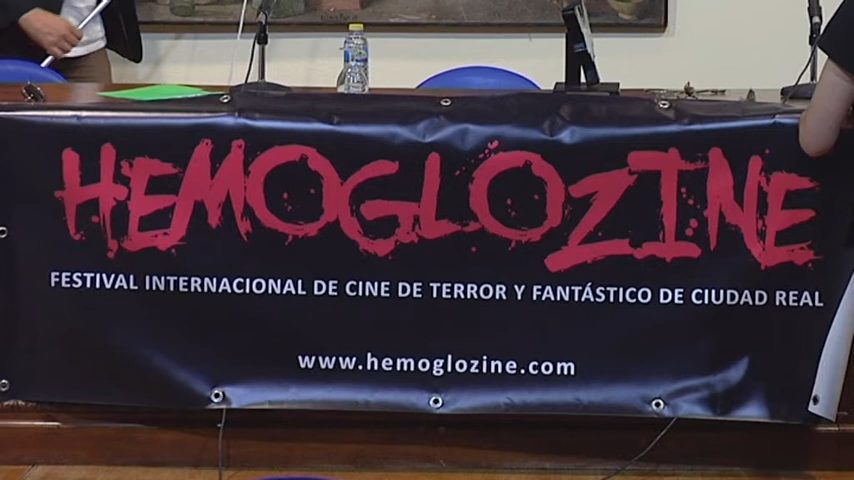 HEMOGLOZINE
FESTIVAL INTERNACIONAL DE CINE DE TERROR Y FANTÁSTICO DE CIUDAD REAL
www.hemoglozine.com